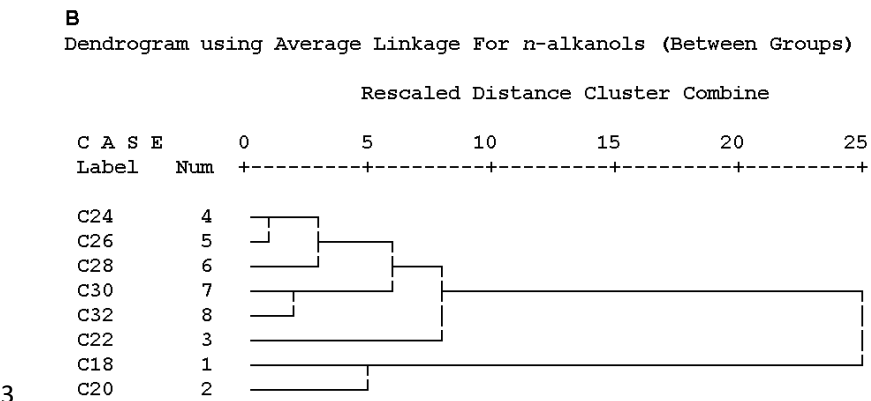 B
Dendrogram using Average Linkage For n-alkanols (Between Groups)
Rescaled Distance Cluster Combine
C A S E 0 5 10 15 20 25
Label Num +---------+---------+---------+---------+---------+
C24 4
C26 5
C28 6
C30 7
C32 8
C22 3
C18 1
C20 2
3